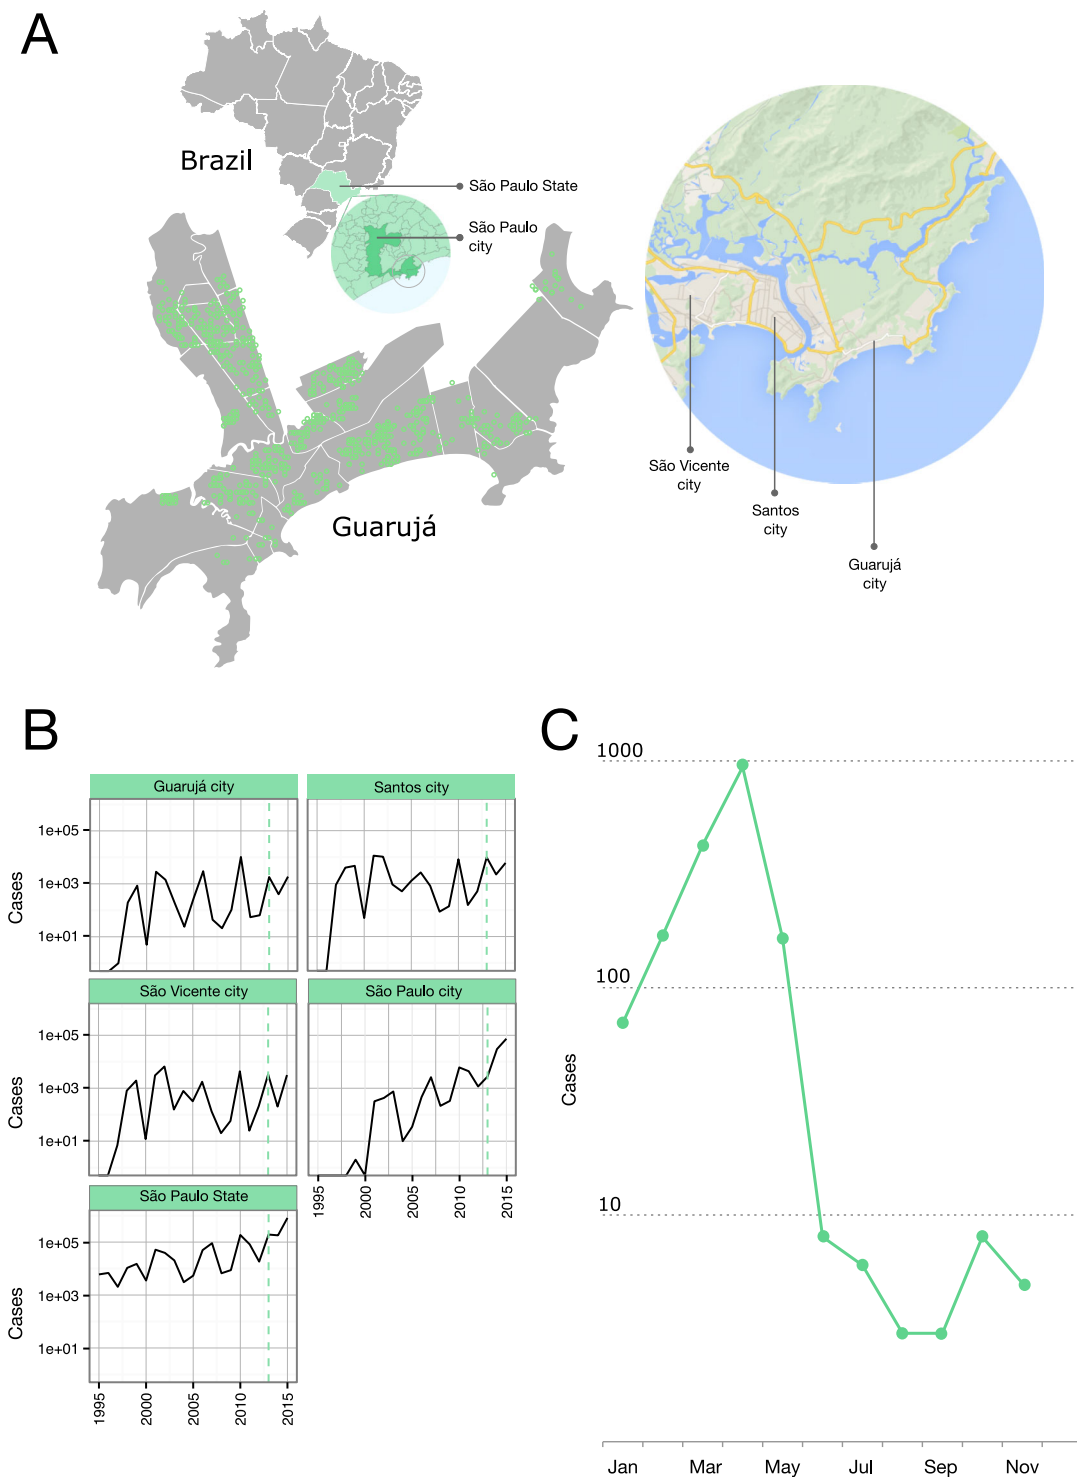 A
Brazil
São Paulo State
São Paulo
city
Guarujá
São Vicente
city
Santos
city
Guarujá
city
B
Guarujá city
Santos city
Cases
1e+05
1e+03
1e+01
São Vicente city
São Paulo city
Cases
1e+05
1e+03
1e+01
1995
2000
2005
2010
2015
São Paulo State
Cases
1e+05
1e+03
1e+01
1995
2000
2005
2010
2015
C
1000
100
10
Cases
Jan
Mar
May
Jul
Sep
Nov